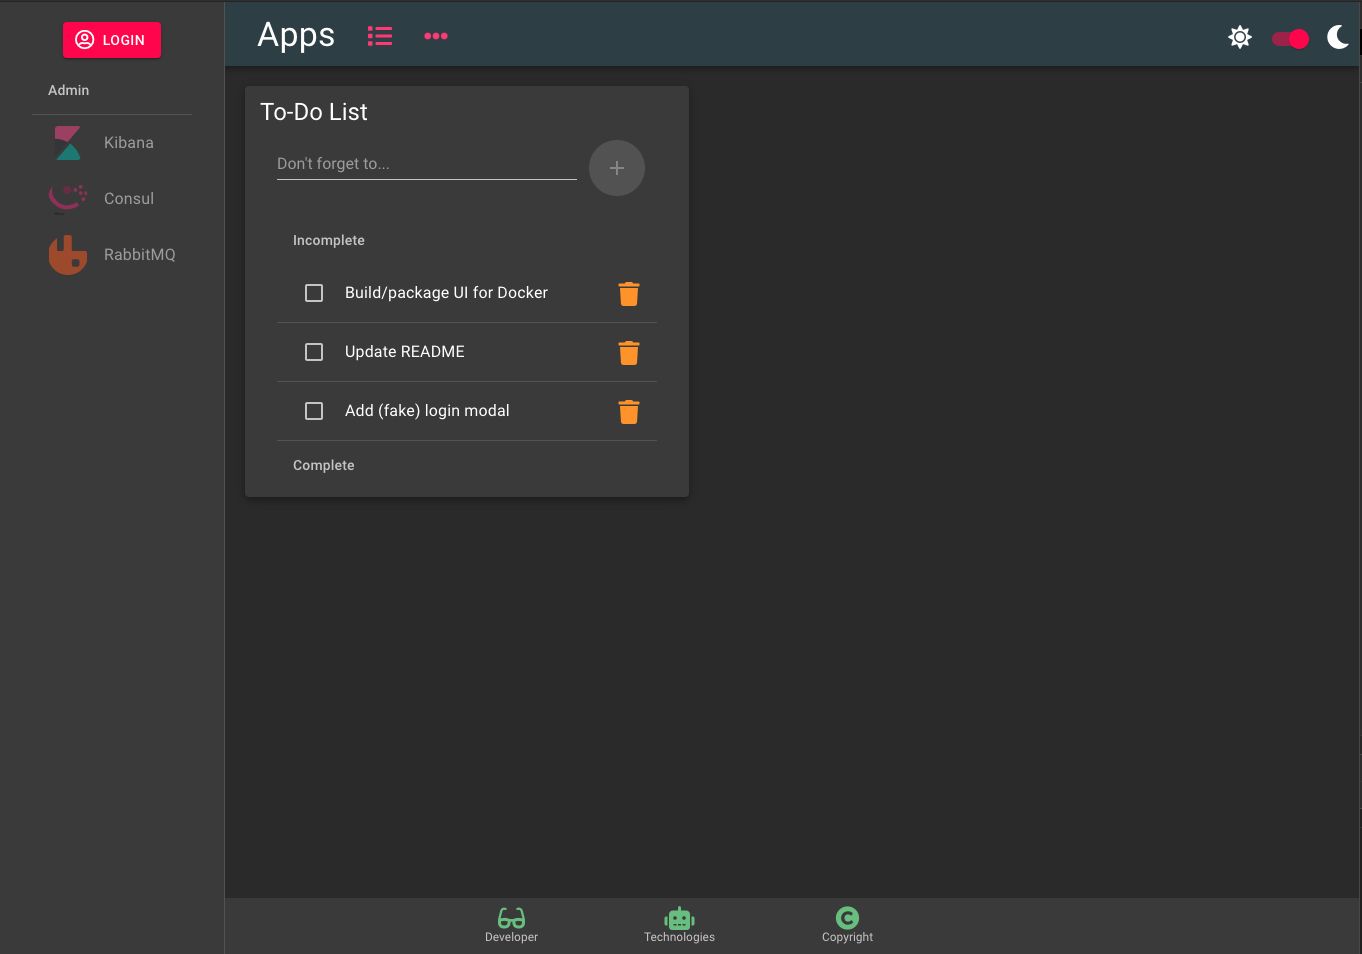 LOGIN
Admin
Kibana
Consul
RabbitMQ
Apps
To-Do List
Don't forget to...
Incomplete
Build/package UI for Docker
Update README
Add (fake) login modal
Complete
Developer
Technologies
Copyright